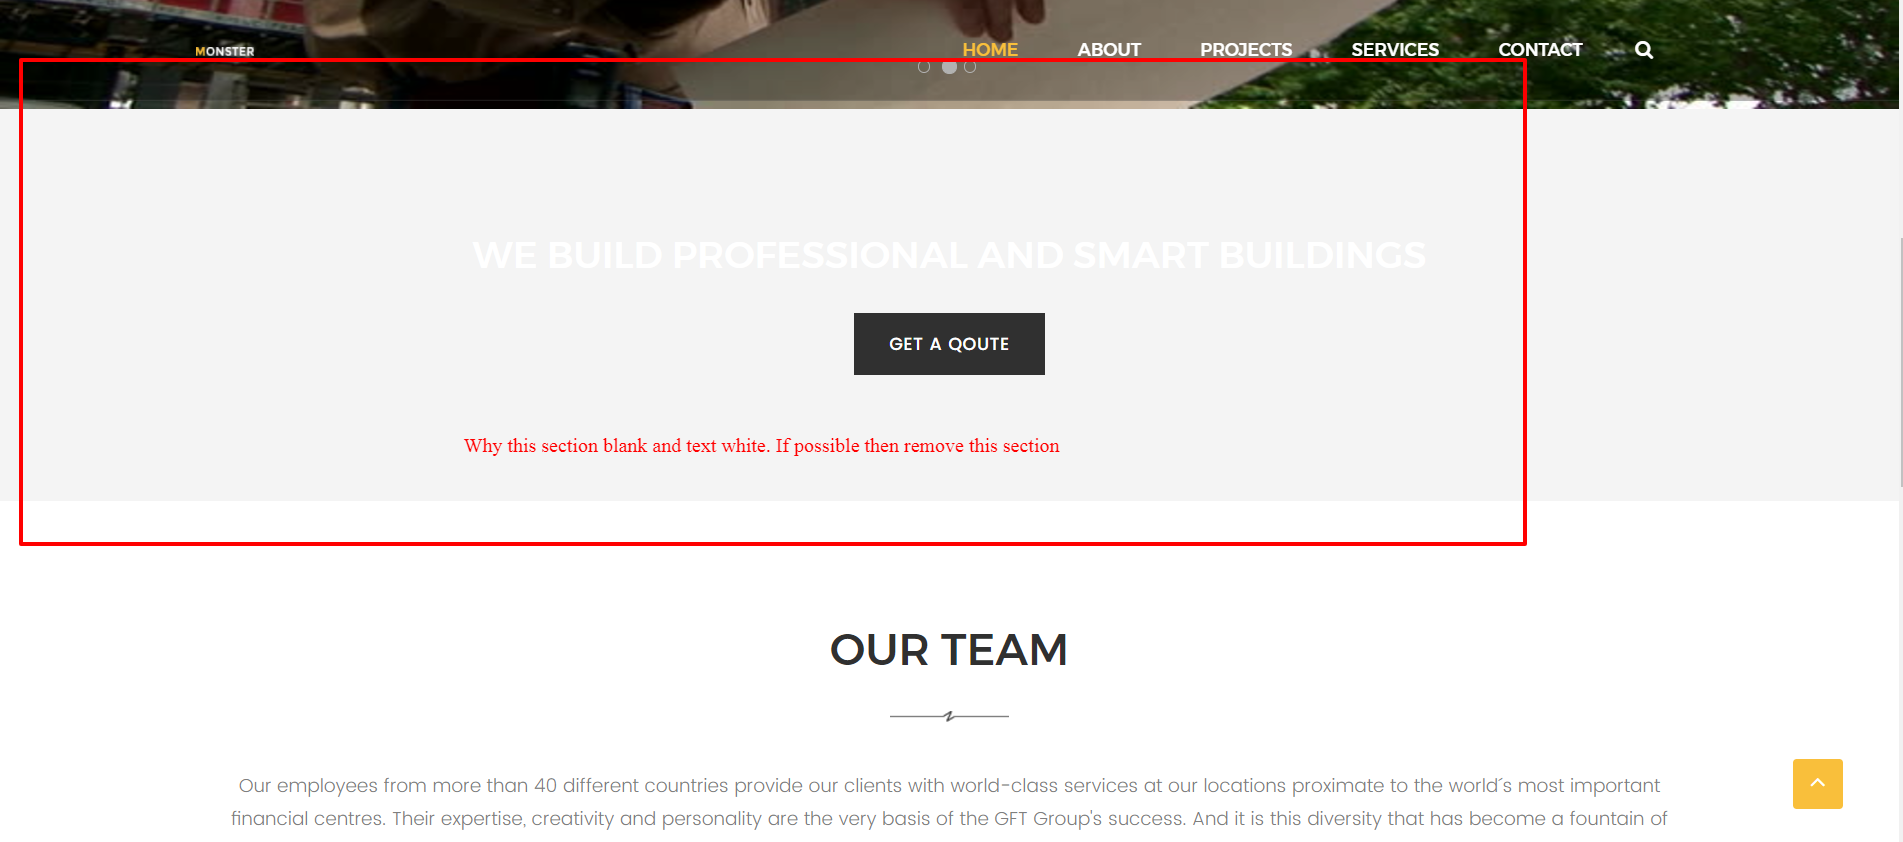 MONSTER
HOME ABOUT PROJECTS SERVICES CONTACT
WE BUILD PROFESSIONAL AND SMART BUILDINGS
GET A QOUTE
Why this section blank and text white. If possible then remove this section
OUR TEAM
Our employees from more than 40 different countries provide our clients with world-class services at our locations proximate to the world´s most important
financial centres. Their expertise, creativity and personality are the very basis of the GFT Group's success. And it is this diversity that has become a fountain of